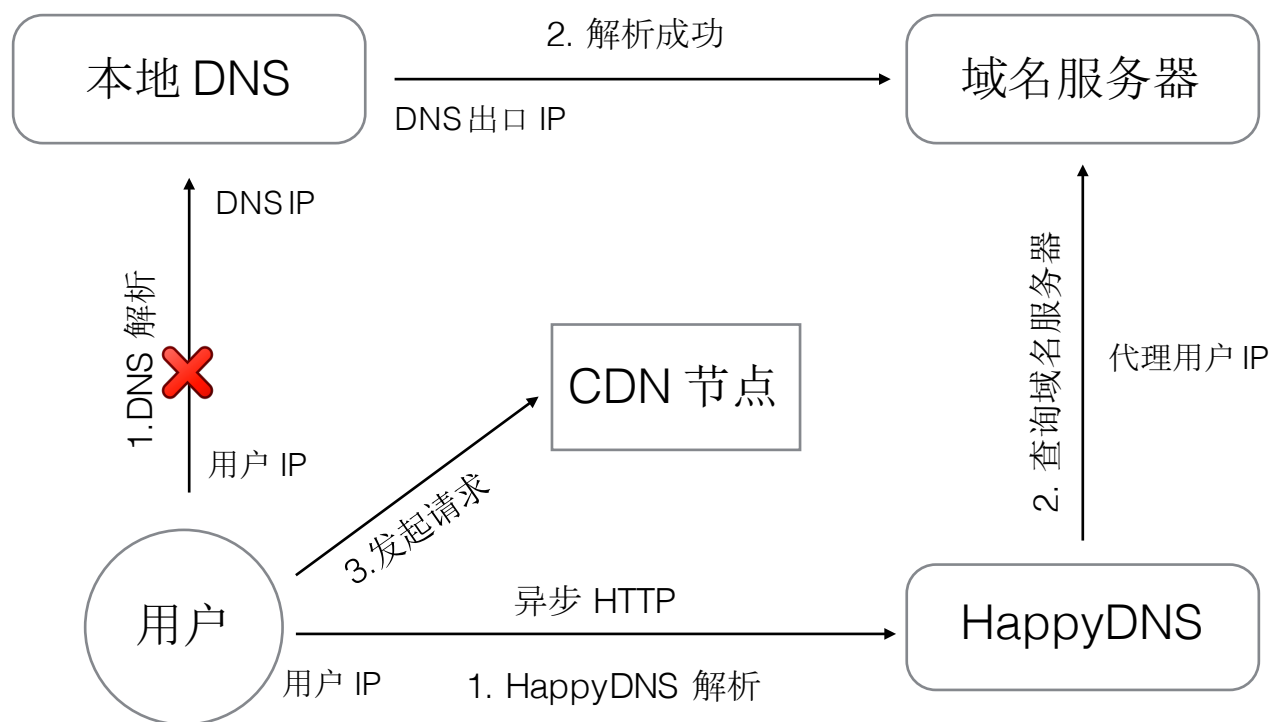 本地 DNS
2. 解析成功
域名服务器
DNS 出口 IP
DNS IP
1.DNS 解析
用户 IP
CDN 节点
2. 查询域名服务器
代理用户 IP
3.发起请求
用户
异步 HTTP
HappyDNS
用户 IP
1. HappyDNS 解析